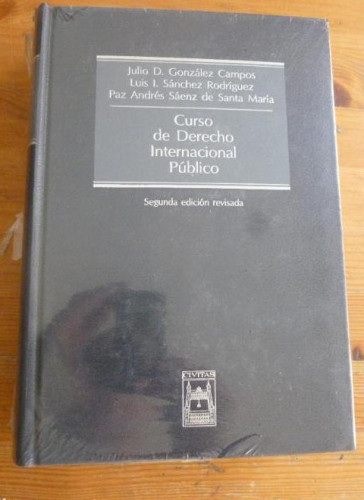 Julio D. González Campos
Luis I. Sánchez Rodríguez
Paz Andrés Sáenz de Santa María
Curso
de Derecho
Internacional
Público
Segunda edición revisada
CIVITAS